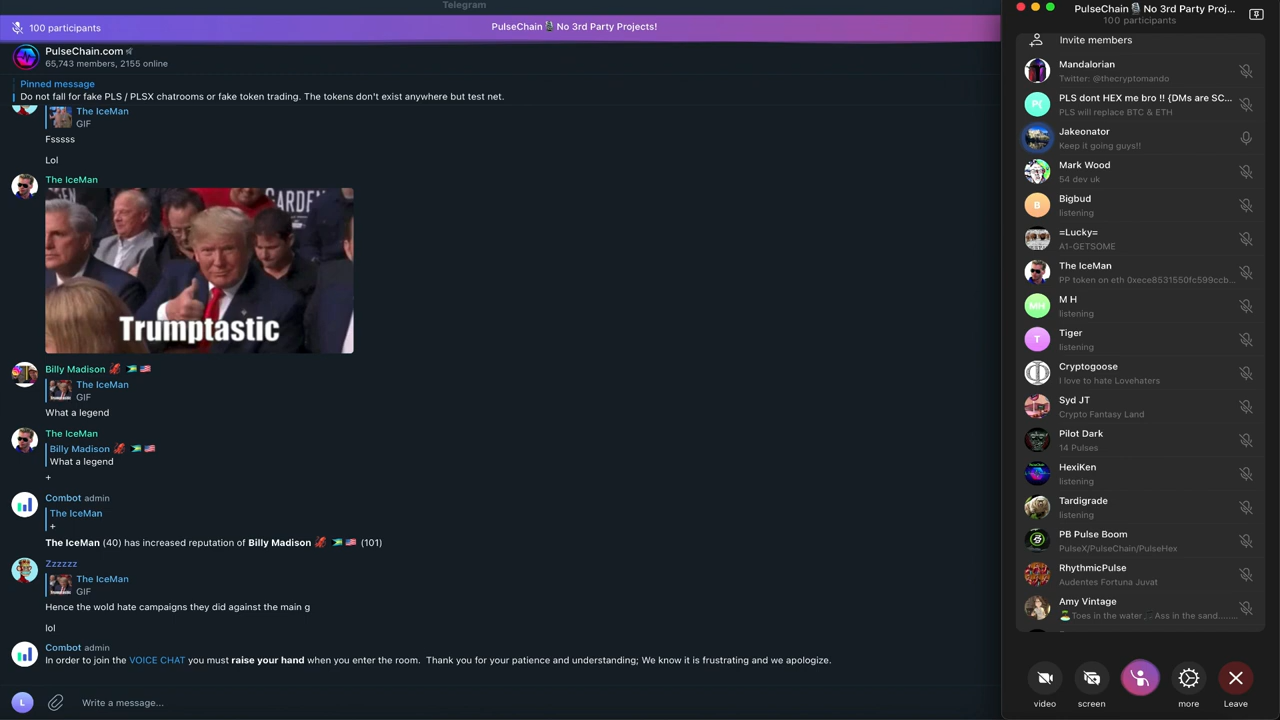 Telegram
100 participants
PulseChain🎙 No 3rd Party Projects!
PulseChain.com
65,743 members, 2155 online
Pinned message
Do not fall for fake PLS / PLSX chatrooms or fake token trading. The tokens don't exist anywhere but test net.
The IceMan
GIF
Fsssss
Lol
The IceMan
GARDEN
Trumptastic
Billy Madison 🦞 🇧🇸 🇺🇸
The IceMan
GIF
What a legend
The IceMan
Billy Madison 🦞 🇧🇸 🇺🇸
What a legend
+
Combot admin
The IceMan
+
The IceMan (40) has increased reputation of Billy Madison 🦞 🇧🇸 🇺🇸 (101)
Zzzzzz
The IceMan
GIF
Hence the wold hate campaigns they did against the main g
lol
Combot admin
In order to join the VOICE CHAT you must raise your hand when you enter the room. Thank you for your patience and understanding; We know it is frustrating and we apologize.
L
Write a message...
PulseChain🎙 No 3rd Party Proj...
100 participants
Invite members
Mandalorian
Twitter: @thecryptomando
P(
PLS dont HEX me bro !! {DMs are SC...
PLS will replace BTC & ETH
Jakeonator
Keep it going guys!!
Mark Wood
54 dev uk
B
Bigbud
listening
=Lucky=
A1-GETSOME
The IceMan
PP token on eth 0xece8531550fc599ccb...
MH
M H
listening
T
Tiger
listening
Cryptogoose
I love to hate Lovehaters
Syd JT
Crypto Fantasy Land
Pilot Dark
14 Pulses
HexiKen
listening
Tardigrade
listening
PB Pulse Boom
PulseX/PulseChain/PulseHex
RhythmicPulse
Audentes Fortuna Juvat
Amy Vintage
🏝Toes in the water🎵Ass in the sand......
video
screen
more
Leave